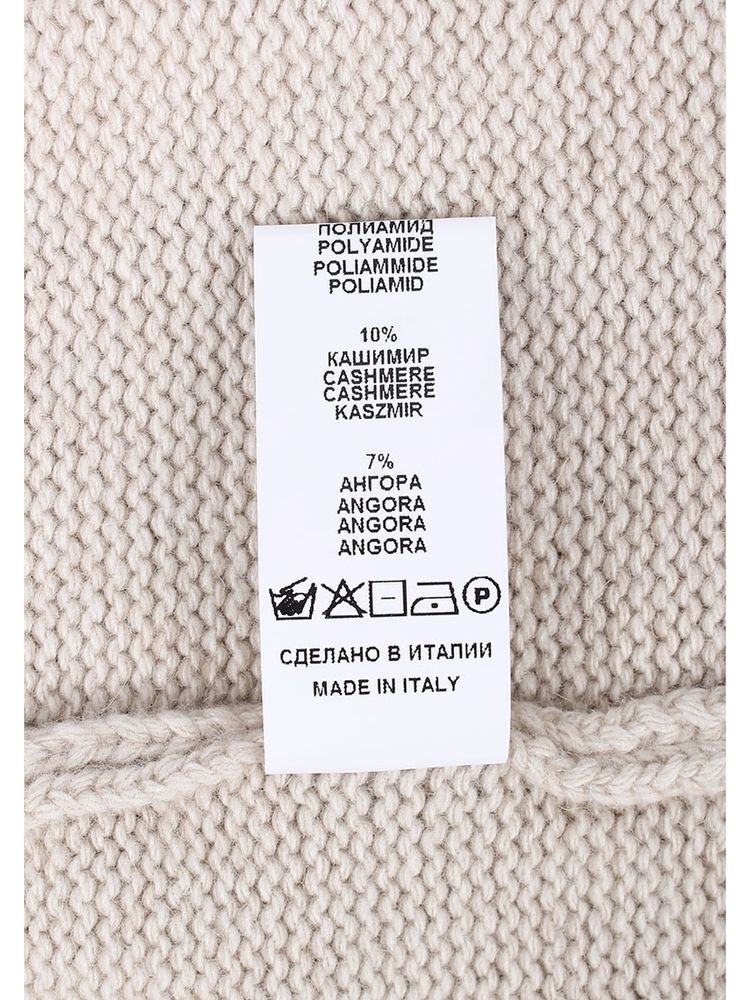 ПОЛИАМИД
POLYAMIDE
POLIAMMIDE
POLIAMID
10%
КАШИМИР
CASHMERE
CASHMERE
KASZMIR
7%
АНГОРА
ANGORA
ANGORA
ANGORA
P
СДЕЛАНО В ИТАЛИИ
MADE IN ITALY